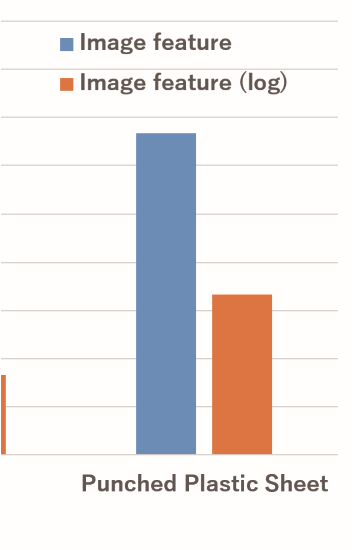 Image feature
Image feature (log)
Punched Plastic Sheet